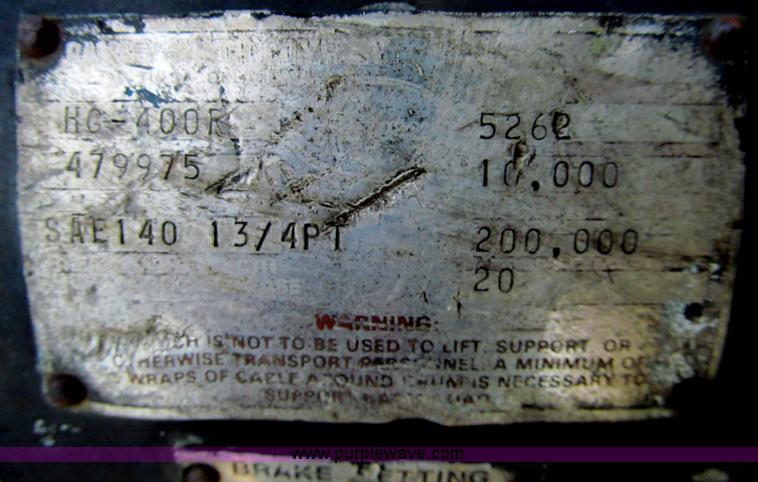 HG-400R 5262
479975 10,000
SAE140 13/4PT 200,000
20
WARNING:
IS NOT TO BE USED TO LIFT, SUPPORT, OR
OTHERWISE TRANSPORT PERSONNEL. A MINIMUM OF
WRAPS OF CABLE AROUND DRUM IS NECESSARY TO
SUPPORT
www.purplewave.com
BRAKE SETTING